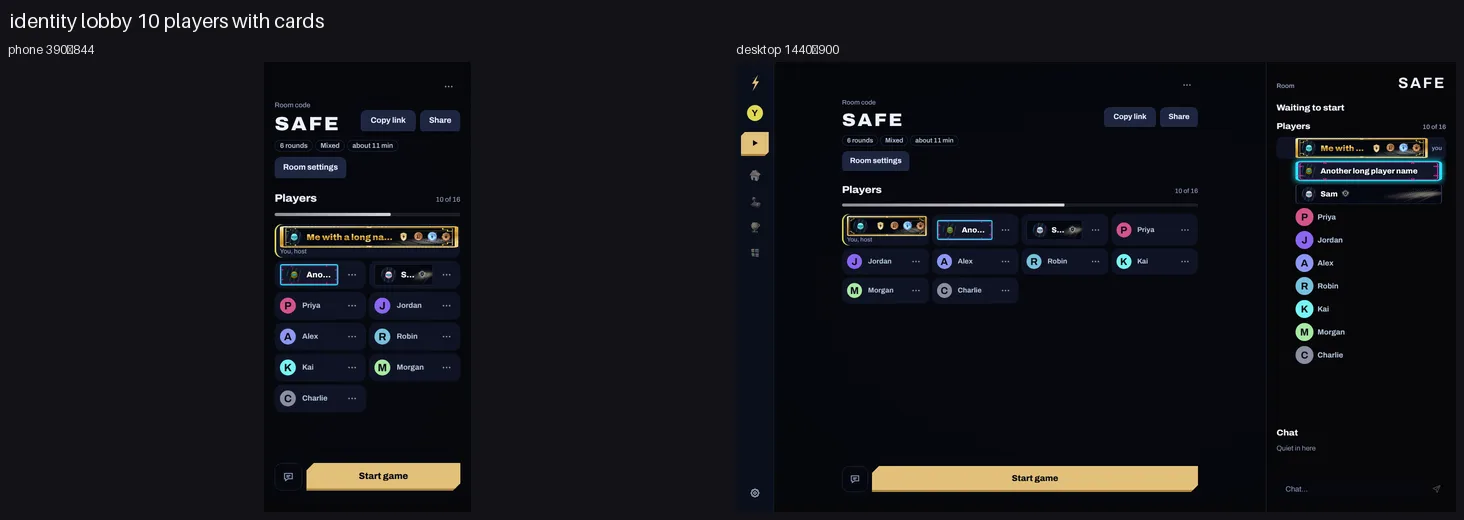 identity lobby 10 players with cards
phone 390▯844
Room code
SAFE
Copy link
Share
6 rounds
Mixed
about 11 min
Room settings
Players
10 of 16
Me with a long na...
You, host
Ano...
S...
P
Priya
J
Jordan
A
Alex
R
Robin
K
Kai
M
Morgan
C
Charlie
Start game
desktop 1440▯900
Y
Room code
SAFE
Copy link
Share
6 rounds
Mixed
about 11 min
Room settings
Players
10 of 16
You, host
Ano...
S...
P
Priya
J
Jordan
A
Alex
R
Robin
K
Kai
M
Morgan
C
Charlie
Start game
Room
SAFE
Waiting to start
Players
10 of 16
Me with ...
you
Another long player name
Sam
P
Priya
J
Jordan
A
Alex
R
Robin
K
Kai
M
Morgan
C
Charlie
Chat
Quiet in here
Chat...